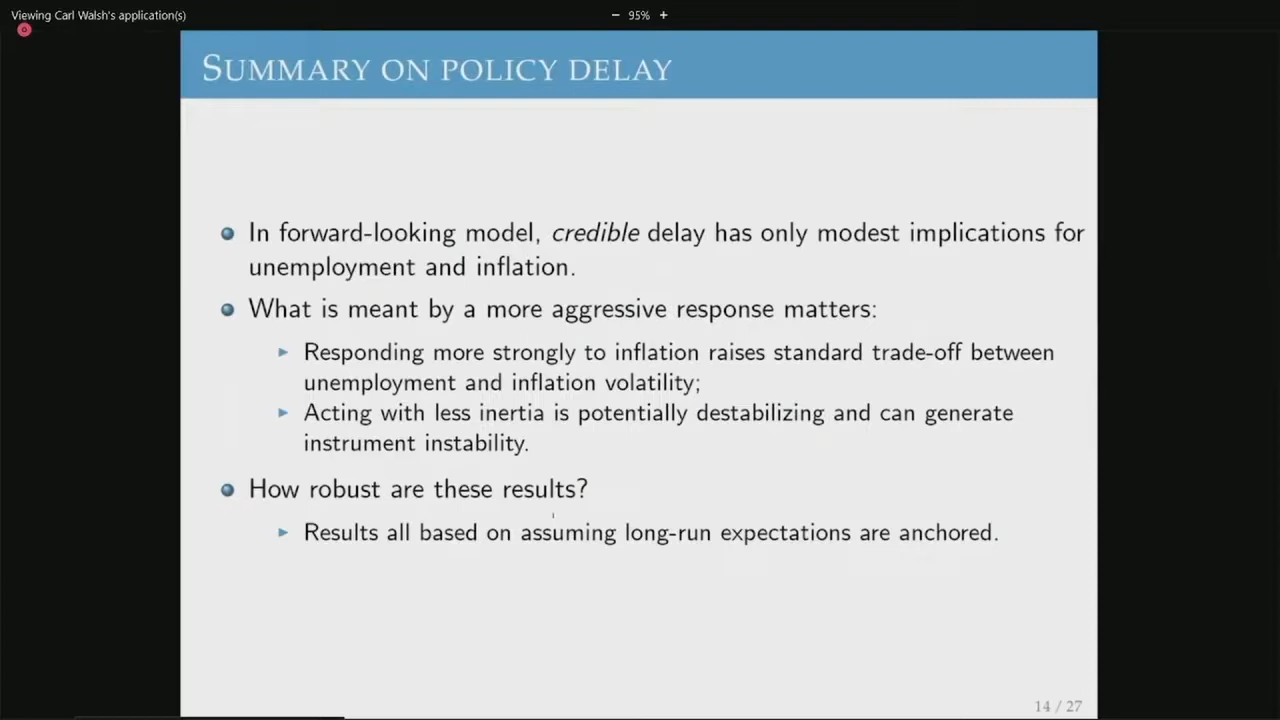 Viewing Carl Walsh's application(s)
− 95% +
SUMMARY ON POLICY DELAY
In forward-looking model, credible delay has only modest implications for
unemployment and inflation.
What is meant by a more aggressive response matters:
Responding more strongly to inflation raises standard trade-off between
unemployment and inflation volatility;
Acting with less inertia is potentially destabilizing and can generate
instrument instability.
How robust are these results?
Results all based on assuming long-run expectations are anchored.
14 / 27